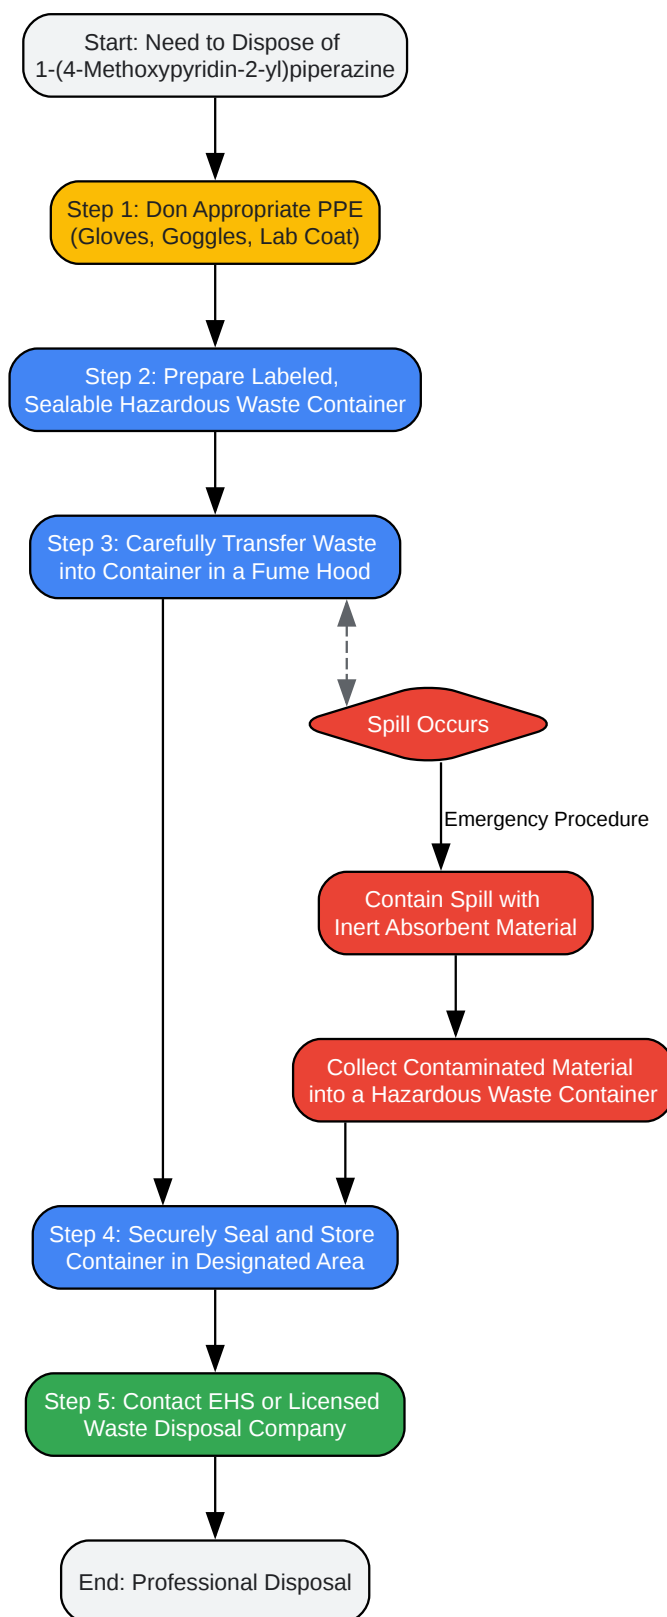 Start: Need to Dispose of
1-(4-Methoxypyridin-2-yl)piperazine
Step 1: Don Appropriate PPE
(Gloves, Goggles, Lab Coat)
Step 2: Prepare Labeled,
Sealable Hazardous Waste Container
Step 3: Carefully Transfer Waste
into Container in a Fume Hood
Spill Occurs
Emergency Procedure
Contain Spill with
Inert Absorbent Material
Collect Contaminated Material
into a Hazardous Waste Container
Step 4: Securely Seal and Store
Container in Designated Area
Step 5: Contact EHS or Licensed
Waste Disposal Company
End: Professional Disposal